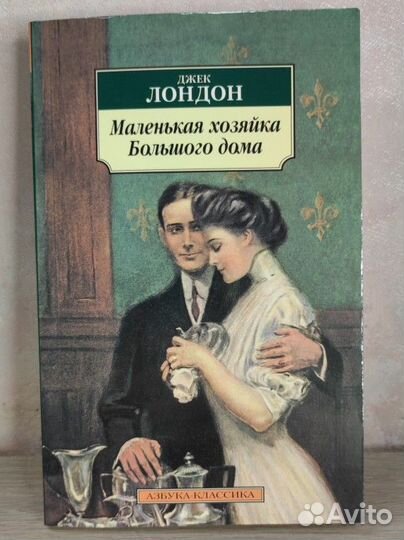 ДЖЕК
ЛОНДОН
Маленькая хозяйка
Большого дома
АЗБУКА-КЛАССИКА
Avito